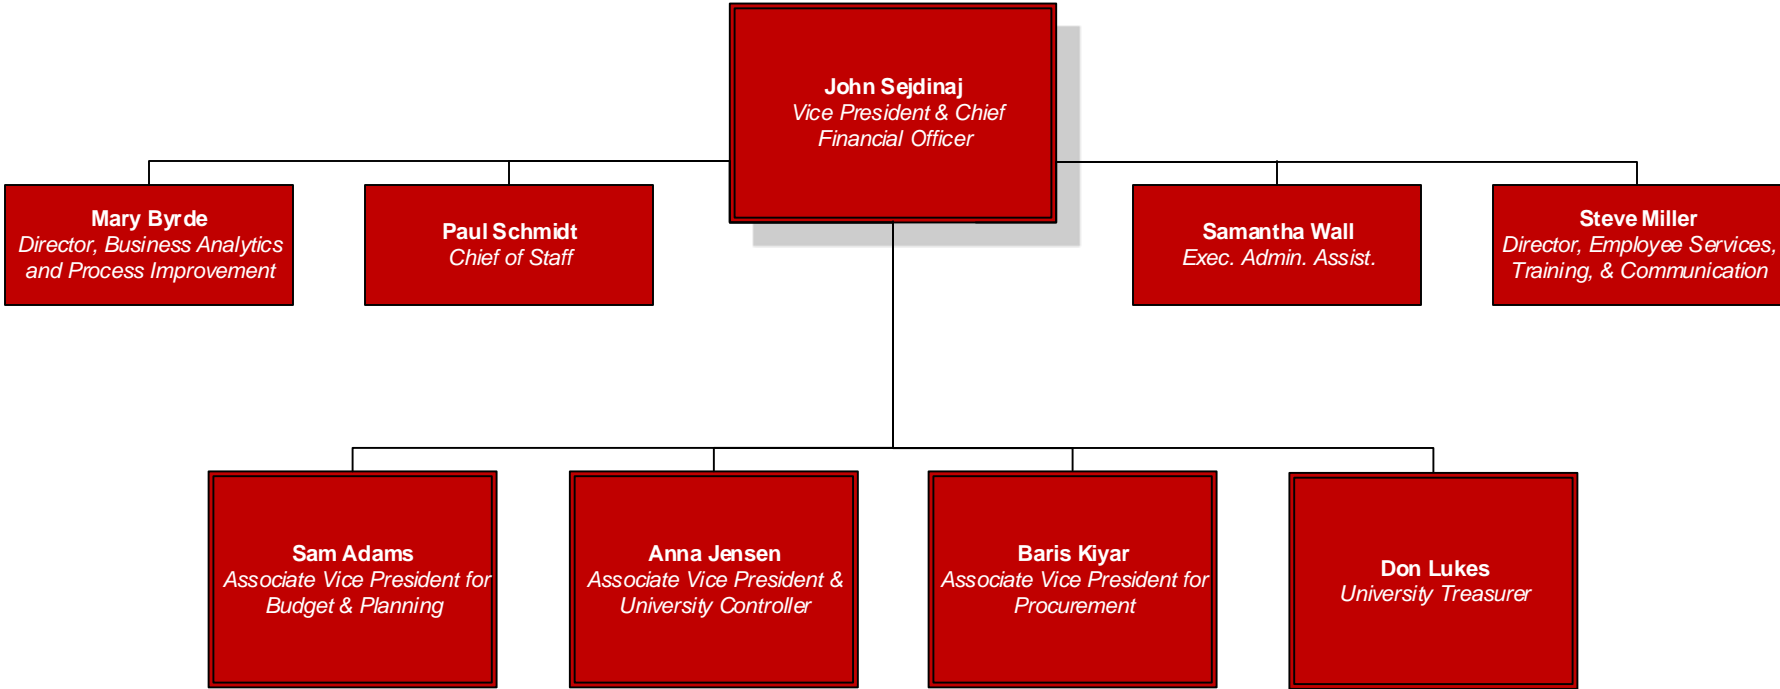 John Sejdinaj
Vice President & Chief
Financial Officer
Mary Byrde
Director, Business Analytics
and Process Improvement
Paul Schmidt
Chief of Staff
Samantha Wall
Exec. Admin. Assist.
Steve Miller
Director, Employee Services,
Training, & Communication
Sam Adams
Associate Vice President for
Budget & Planning
Anna Jensen
Associate Vice President &
University Controller
Baris Kiyar
Associate Vice President for
Procurement
Don Lukes
University Treasurer